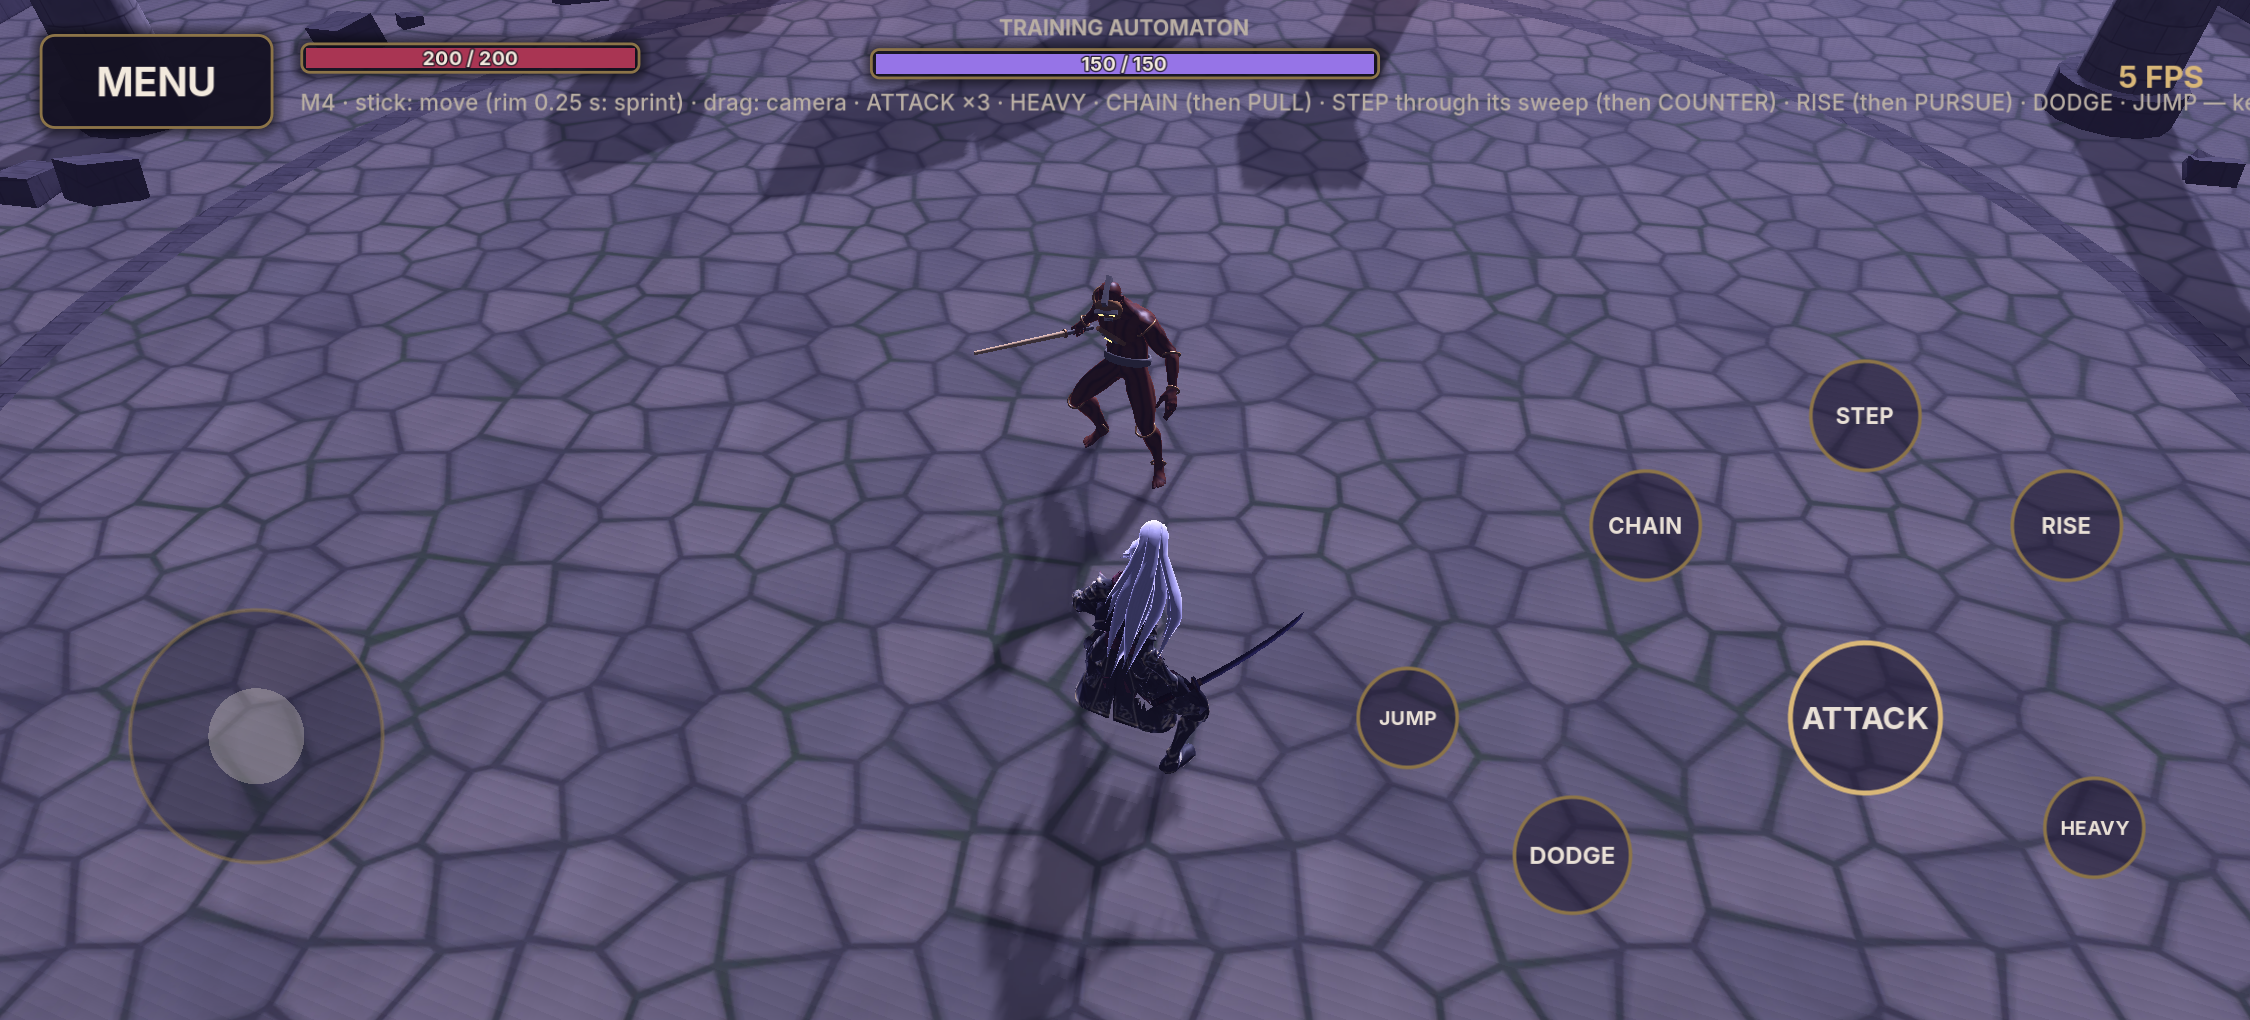 TRAINING AUTOMATON
MENU
200 / 200
150 / 150
5 FPS
M4 · stick: move (rim 0.25 s: sprint) · drag: camera · ATTACK ×3 · HEAVY · CHAIN (then PULL) · STEP through its sweep (then COUNTER) · RISE (then PURSUE) · DODGE · JUMP —
STEP
CHAIN
RISE
JUMP
ATTACK
HEAVY
DODGE